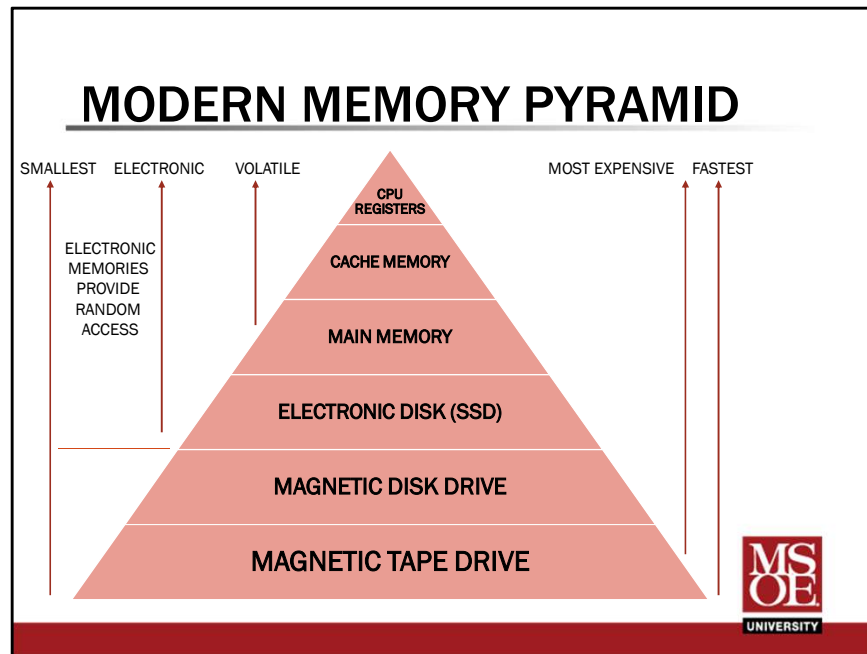 MODERN MEMORY PYRAMID
SMALLEST ELECTRONIC VOLATILE MOST EXPENSIVE FASTEST
ELECTRONIC
MEMORIES
PROVIDE
RANDOM
ACCESS
CPU
REGISTERS
CACHE MEMORY
MAIN MEMORY
ELECTRONIC DISK (SSD)
MAGNETIC DISK DRIVE
MAGNETIC TAPE DRIVE
MS
OE
UNIVERSITY